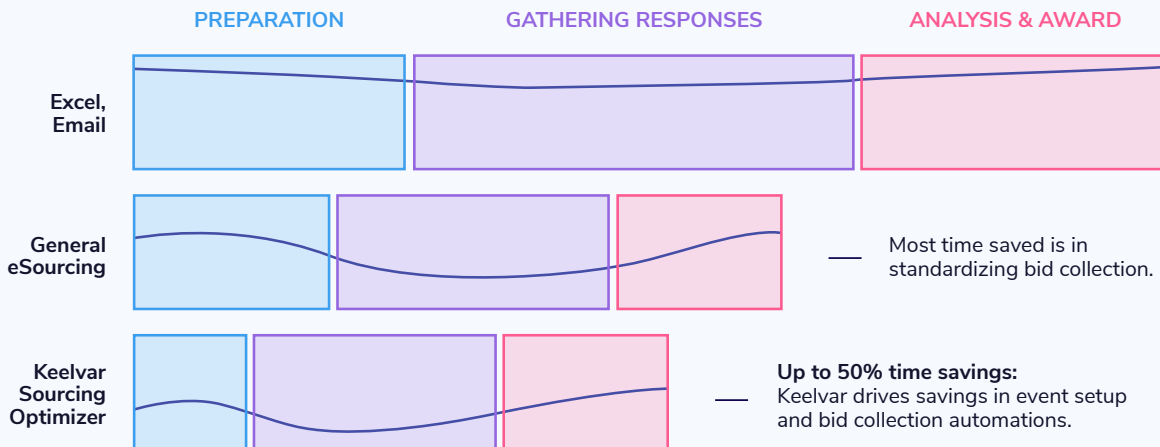 PREPARATION
GATHERING RESPONSES
ANALYSIS & AWARD
Excel,
Email
General
eSourcing
Most time saved is in
standardizing bid collection.
Keelvar
Sourcing
Optimizer
Up to 50% time savings:
Keelvar drives savings in event setup
and bid collection automations.